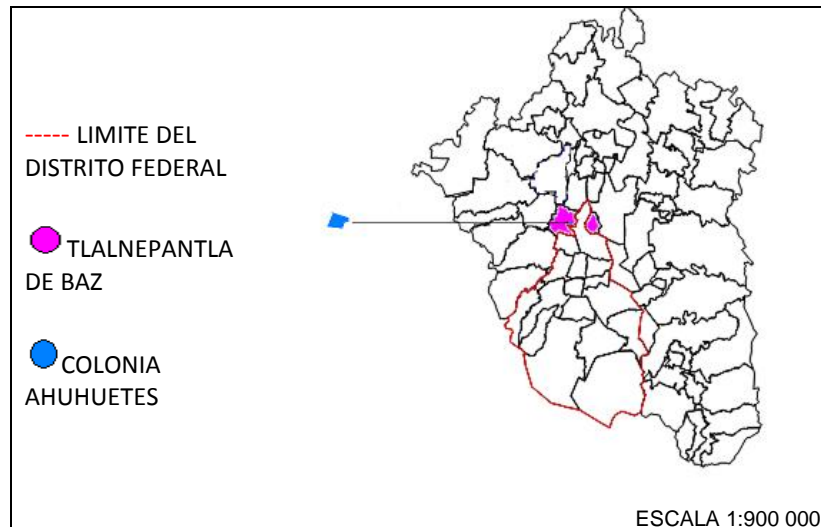 ----- LIMITE DEL
DISTRITO FEDERAL
TLALNEPANTLA
DE BAZ
COLONIA
AHUHUETES
ESCALA 1:900 000